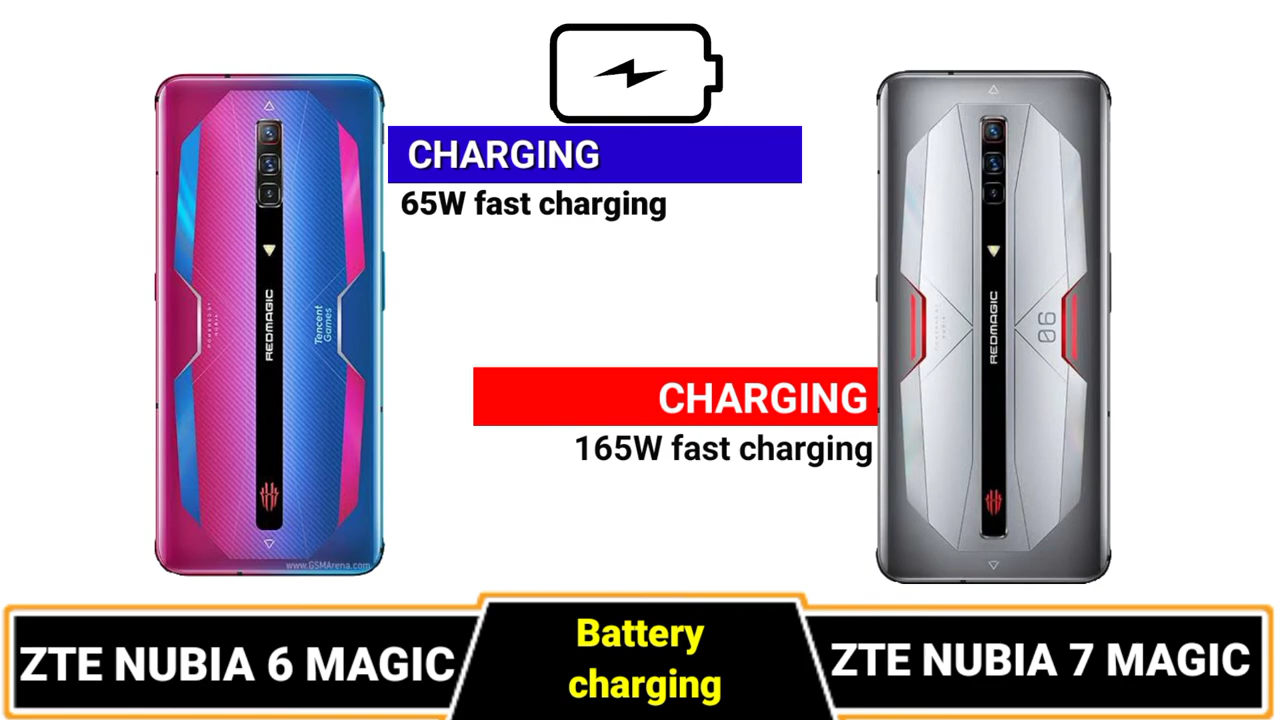 CHARGING
65W fast charging
REDMAGIC
Tencent
Games
www.GSMArena.com
CHARGING
165W fast charging
REDMAGIC
06
ZTE NUBIA 6 MAGIC
Battery
charging
ZTE NUBIA 7 MAGIC